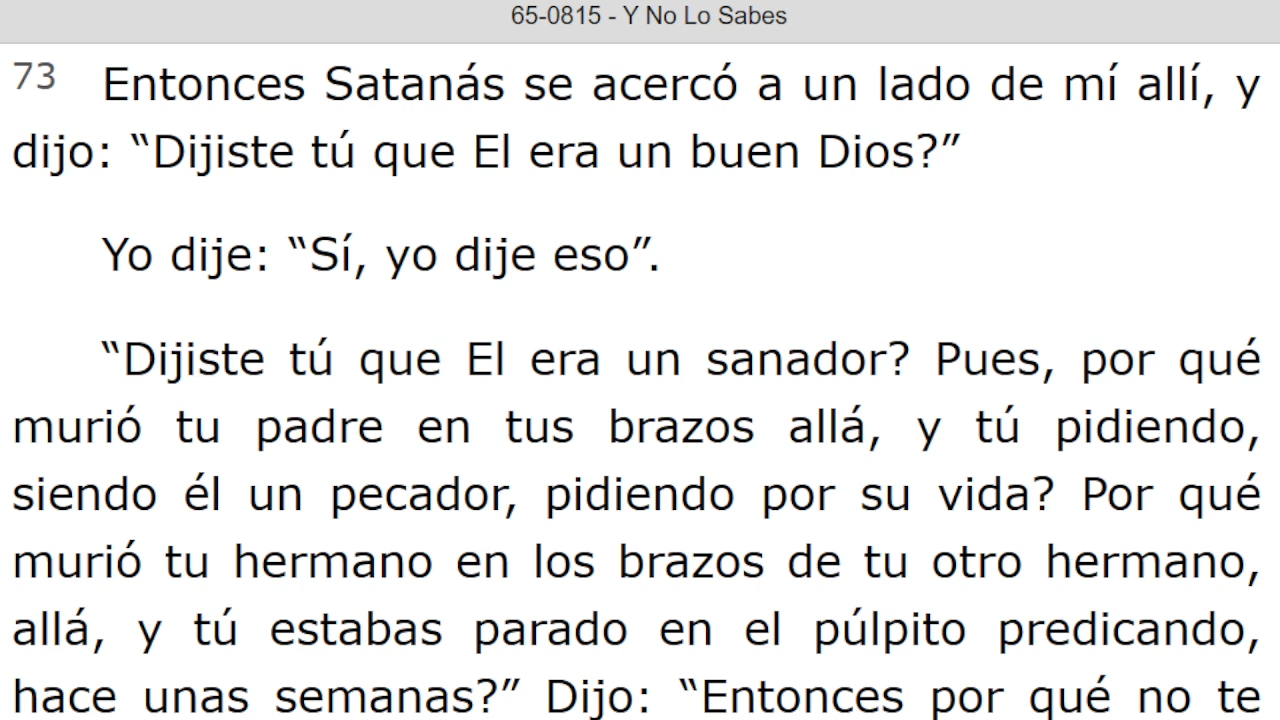 65-0815 - Y No Lo Sabes
73 Entonces Satanás se acercó a un lado de mí allí, y
dijo: “Dijiste tú que El era un buen Dios?”
Yo dije: “Sí, yo dije eso”.
“Dijiste tú que El era un sanador? Pues, por qué
murió tu padre en tus brazos allá, y tú pidiendo,
siendo él un pecador, pidiendo por su vida? Por qué
murió tu hermano en los brazos de tu otro hermano,
allá, y tú estabas parado en el púlpito predicando,
hace unas semanas?” Dijo: “Entonces por qué no te